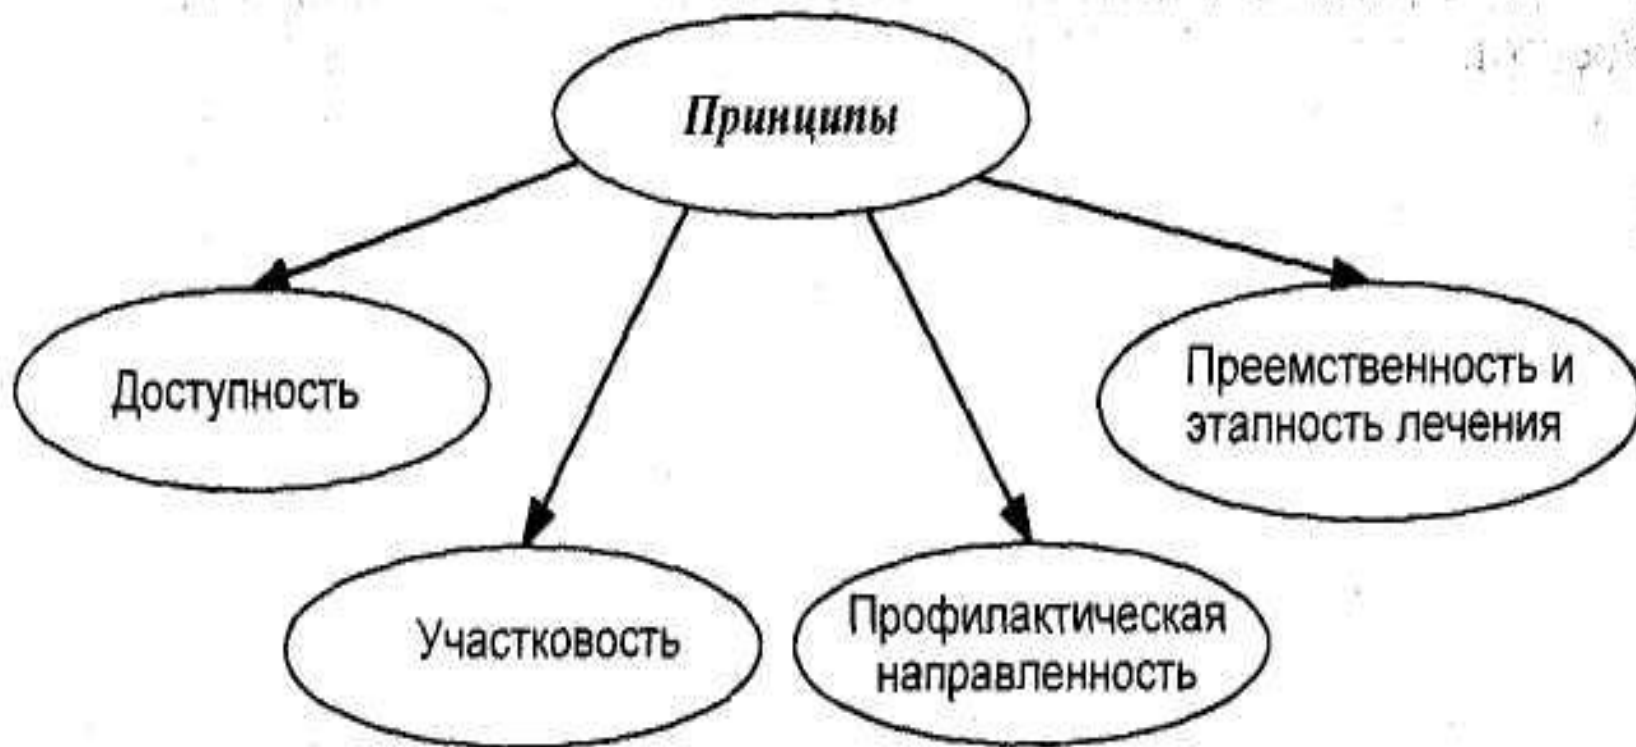 Принципы
Доступность
Преемственность и
этапность лечения
Участковость
Профилактическая
направленность